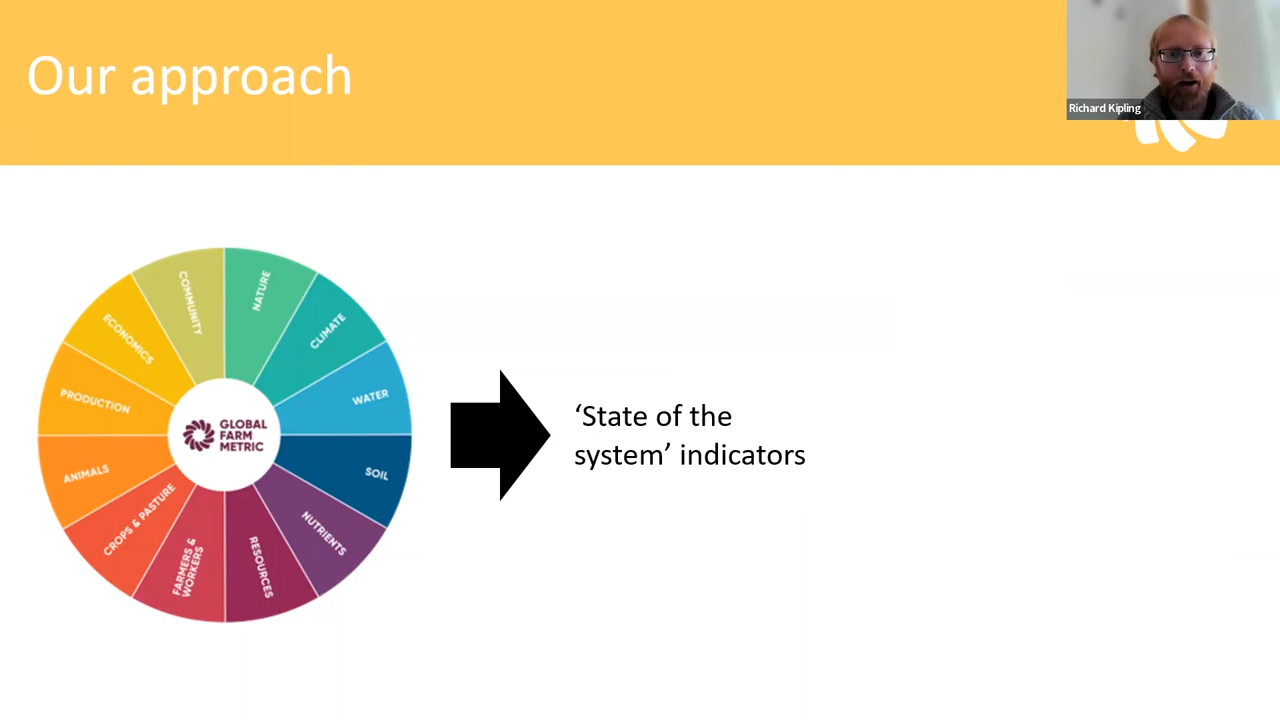 Our approach
Richard Kipling
COMMUNITY
NATURE
CLIMATE
WATER
SOIL
NUTRIENTS
RESOURCES
FARMERS &
WORKERS
CROPS & PASTURE
ANIMALS
PRODUCTION
ECONOMICS
GLOBAL
FARM
METRIC
‘State of the
system’ indicators